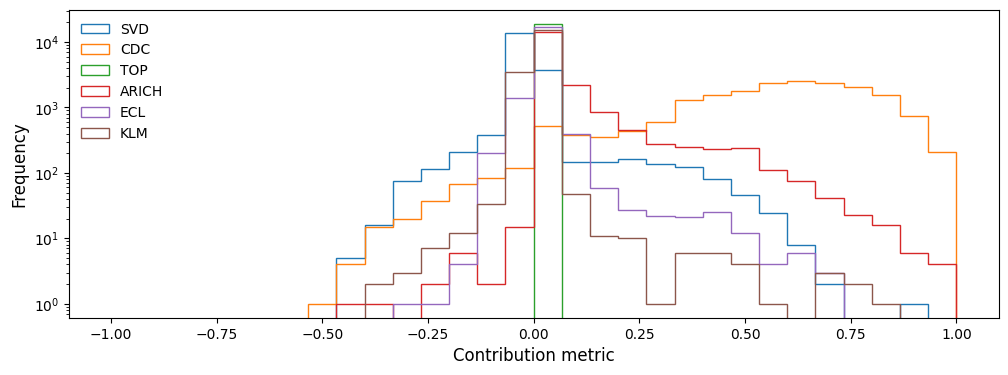 SVD
CDC
TOP
ARICH
ECL
KLM
Frequency
10⁴
10³
10²
10¹
10⁰
−1.00 −0.75 −0.50 −0.25 0.00 0.25 0.50 0.75 1.00
Contribution metric